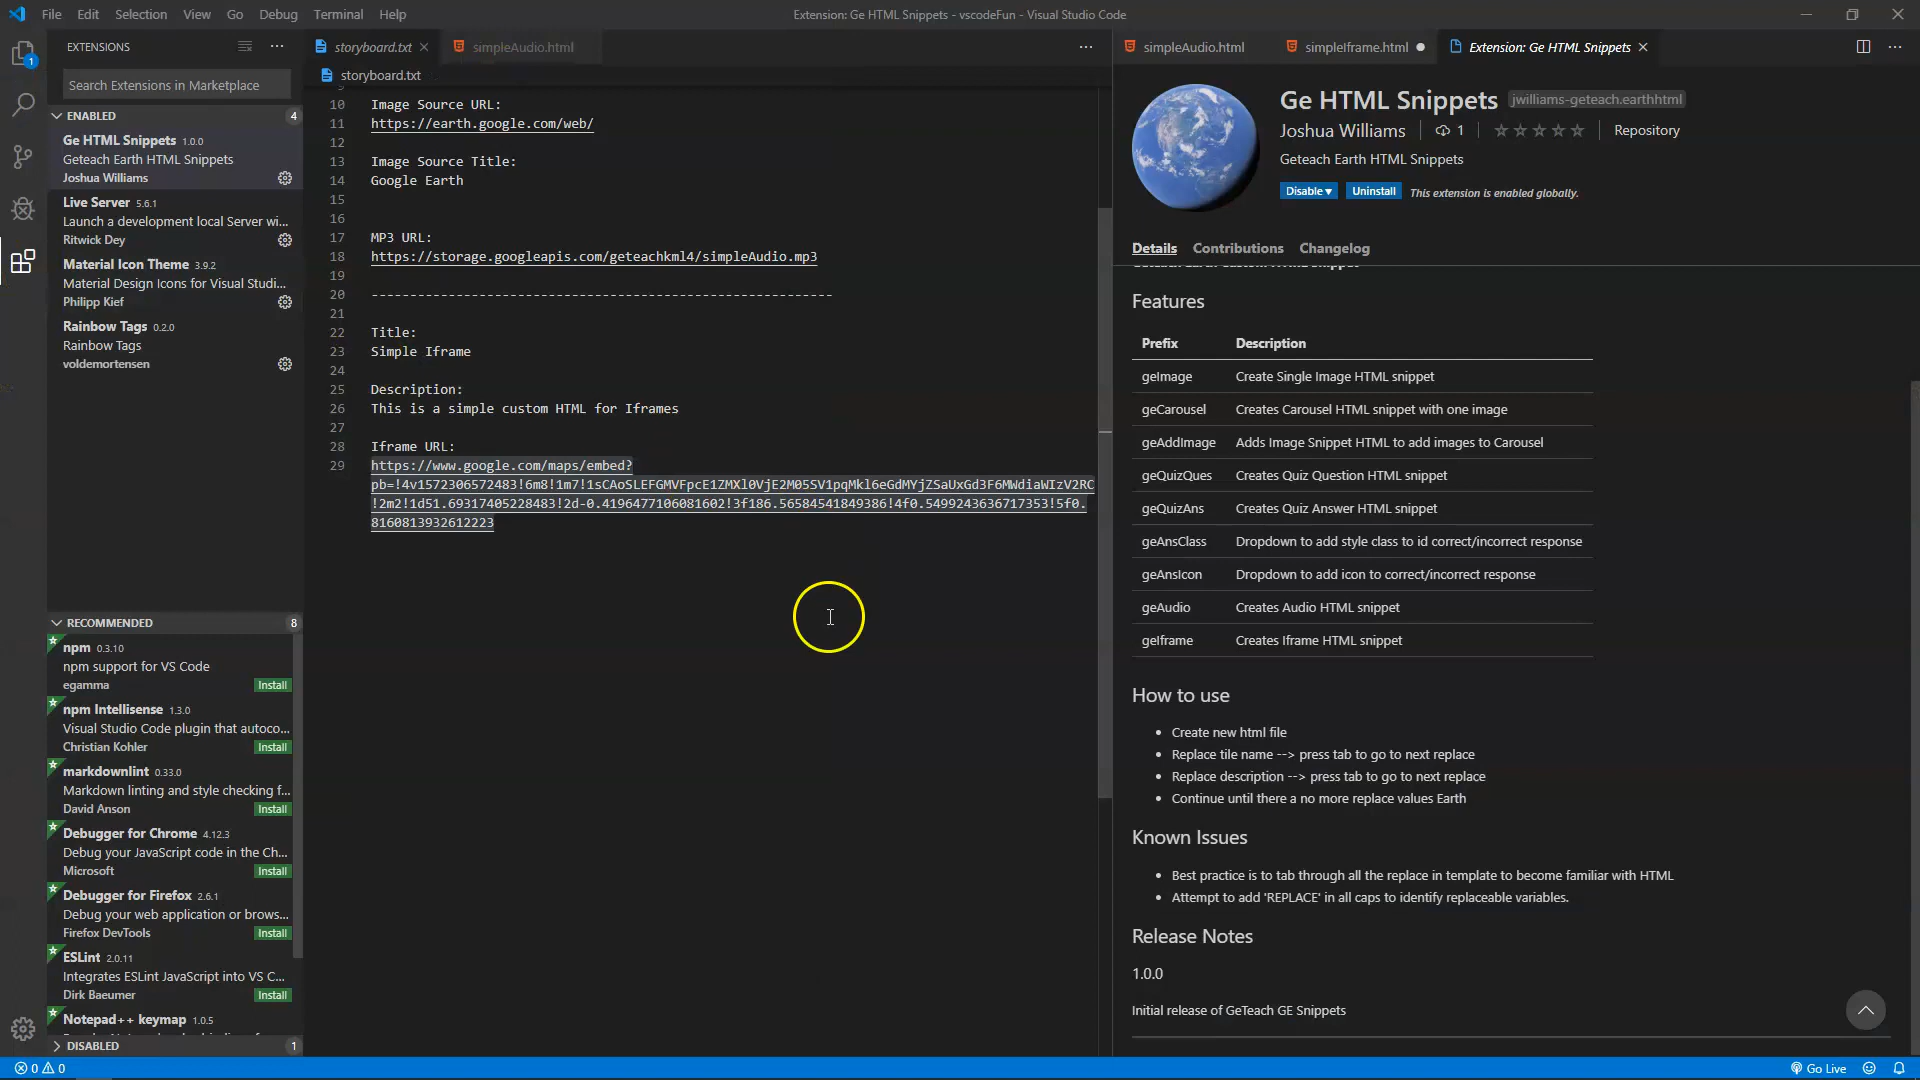 File Edit Selection View Go Debug Terminal Help
Extension: Ge HTML Snippets - vscodeFun - Visual Studio Code
EXTENSIONS
Search Extensions in Marketplace
ENABLED 4
Ge HTML Snippets 1.0.0
Geteach Earth HTML Snippets
Joshua Williams
Live Server 5.6.1
Launch a development local Server wi...
Ritwick Dey
Material Icon Theme 3.9.2
Material Design Icons for Visual Studi...
Philipp Kief
Rainbow Tags 0.2.0
Rainbow Tags
voldemortensen
RECOMMENDED 8
npm 0.3.10
npm support for VS Code
egamma Install
npm Intellisense 1.3.0
Visual Studio Code plugin that autoco...
Christian Kohler Install
markdownlint 0.33.0
Markdown linting and style checking f...
David Anson Install
Debugger for Chrome 4.12.3
Debug your JavaScript code in the Ch...
Microsoft Install
Debugger for Firefox 2.6.1
Debug your web application or brows...
Firefox DevTools Install
ESLint 2.0.11
Integrates ESLint JavaScript into VS C...
Dirk Baeumer Install
Notepad++ keymap 1.0.5
DISABLED 1
1
storyboard.txt simpleAudio.html
storyboard.txt
10 Image Source URL:
11 https://earth.google.com/web/
12
13 Image Source Title:
14 Google Earth
15
16
17 MP3 URL:
18 https://storage.googleapis.com/geteachkml4/simpleAudio.mp3
19
20 ------------------------------------------------------------
21
22 Title:
23 Simple Iframe
24
25 Description:
26 This is a simple custom HTML for Iframes
27
28 Iframe URL:
29 https://www.google.com/maps/embed?
pb=!4v1572306572483!6m8!1m7!1sCAoSLEFGMVFpcE1ZMXl0VjE2M05SV1pqMkl6eGdMYjZSaUxGd3F6MWdiaWIzV2RC
!2m2!1d51.69317405228483!2d-0.4196477106081602!3f186.56584541849386!4f0.5499243636717353!5f0.
8160813932612223
simpleAudio.html simpleIframe.html Extension: Ge HTML Snippets
Ge HTML Snippets jwilliams-geteach.earthhtml
Joshua Williams 1 Repository
Geteach Earth HTML Snippets
Disable Uninstall This extension is enabled globally.
Details Contributions Changelog
Features
Prefix Description
geImage Create Single Image HTML snippet
geCarousel Creates Carousel HTML snippet with one image
geAddImage Adds Image Snippet HTML to add images to Carousel
geQuizQues Creates Quiz Question HTML snippet
geQuizAns Creates Quiz Answer HTML snippet
geAnsClass Dropdown to add style class to id correct/incorrect response
geAnsIcon Dropdown to add icon to correct/incorrect response
geAudio Creates Audio HTML snippet
geIframe Creates Iframe HTML snippet
How to use
• Create new html file
• Replace tile name --> press tab to go to next replace
• Replace description --> press tab to go to next replace
• Continue until there a no more replace values Earth
Known Issues
• Best practice is to tab through all the replace in template to become familiar with HTML
• Attempt to add 'REPLACE' in all caps to identify replaceable variables.
Release Notes
1.0.0
Initial release of GeTeach GE Snippets
0 0
Go Live